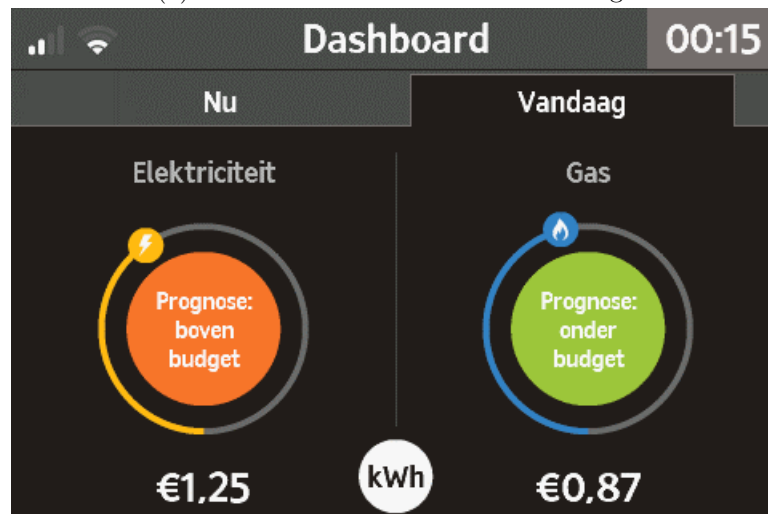 Dashboard
00:15
Nu
Vandaag
Elektriciteit
Gas
Prognose:
boven
budget
Prognose:
onder
budget
€1,25
kWh
€0,87